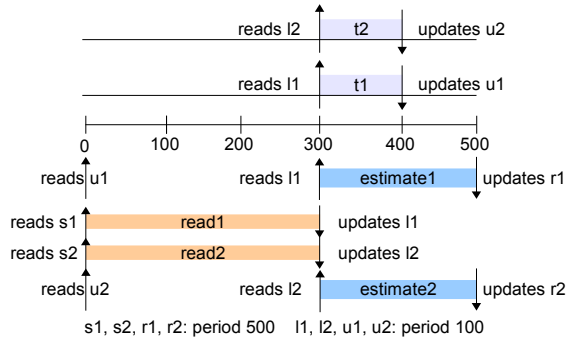 reads l2 t2 updates u2
reads l1 t1 updates u1
0 100 200 300 400 500
reads u1 reads l1 estimate1 updates r1
reads s1 read1 updates l1
reads s2 read2 updates l2
reads u2 reads l2 estimate2 updates r2
s1, s2, r1, r2: period 500 l1, l2, u1, u2: period 100